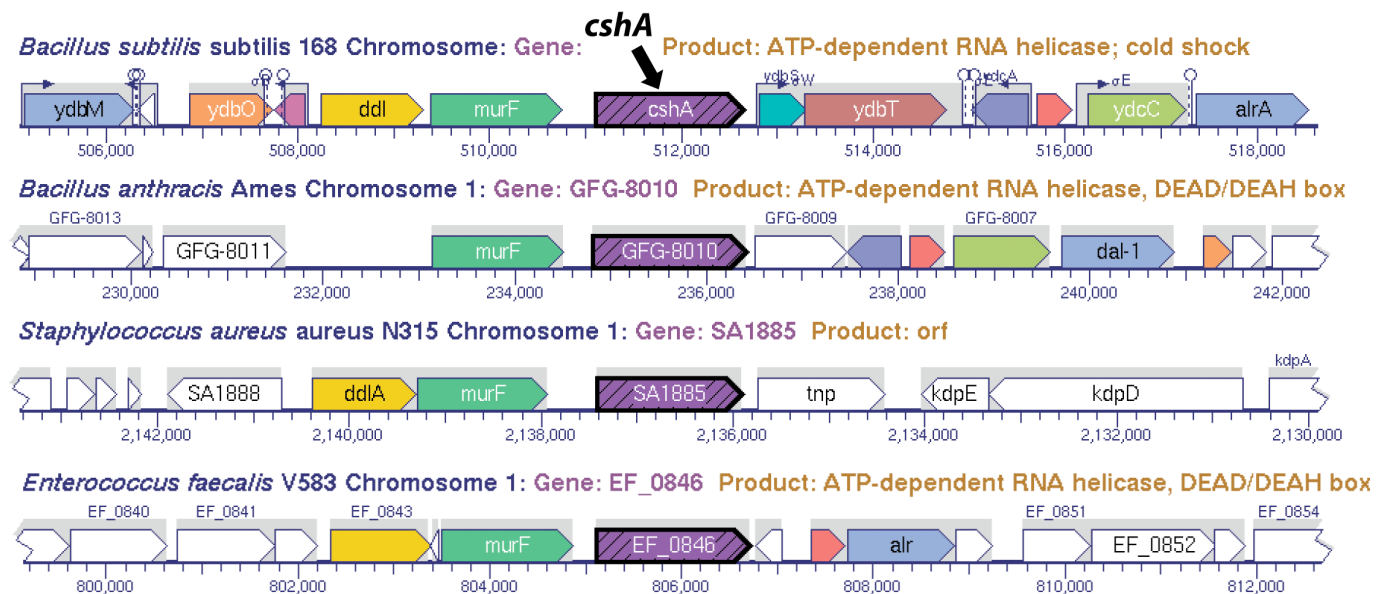 cshA
Bacillus subtilis subtilis 168 Chromosome: Gene: Product: ATP-dependent RNA helicase; cold shock
ydbS σW ydcA σE
ydbM ydbO ddl murF cshA ydbT ydcC alrA
506,000 508,000 510,000 512,000 514,000 516,000 518,000
Bacillus anthracis Ames Chromosome 1: Gene: GFG-8010 Product: ATP-dependent RNA helicase, DEAD/DEAH box
GFG-8013 GFG-8009 GFG-8007
GFG-8011 murF GFG-8010 dal-1
230,000 232,000 234,000 236,000 238,000 240,000 242,000
Staphylococcus aureus aureus N315 Chromosome 1: Gene: SA1885 Product: orf
kdpA
SA1888 ddlA murF SA1885 tnp kdpE kdpD
2,142,000 2,140,000 2,138,000 2,136,000 2,134,000 2,132,000 2,130,000
Enterococcus faecalis V583 Chromosome 1: Gene: EF_0846 Product: ATP-dependent RNA helicase, DEAD/DEAH box
EF_0840 EF_0841 EF_0843 EF_0851 EF_0854
murF EF_0846 alr EF_0852
800,000 802,000 804,000 806,000 808,000 810,000 812,000